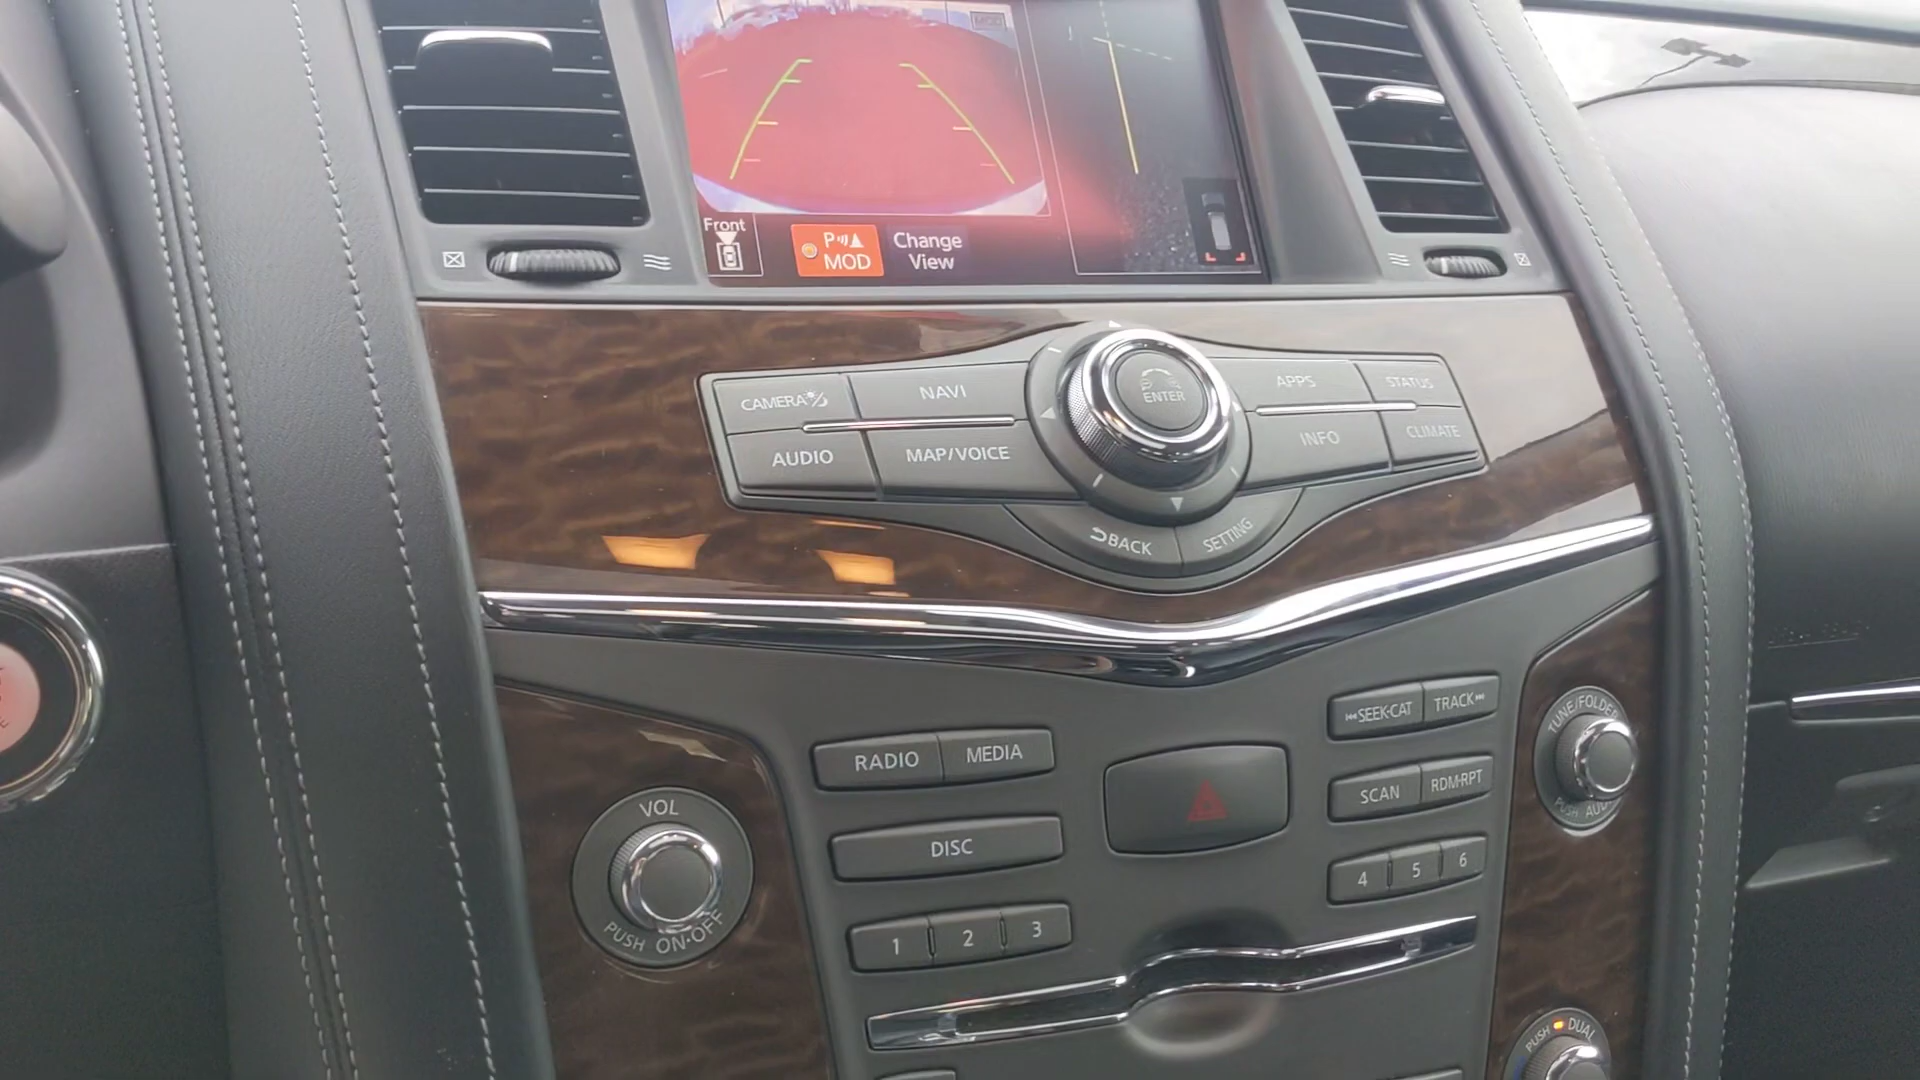 MOD
Front
P MOD
Change
View
CAMERA
NAVI
AUDIO
MAP/VOICE
ENTER
APPS
STATUS
INFO
CLIMATE
BACK
SETTING
RADIO
MEDIA
DISC
1
2
3
SEEK·CAT
TRACK
SCAN
RDM·RPT
4
5
6
VOL
PUSH ON·OFF
TUNE/FOLDER
PUSH
PUSH
DUAL